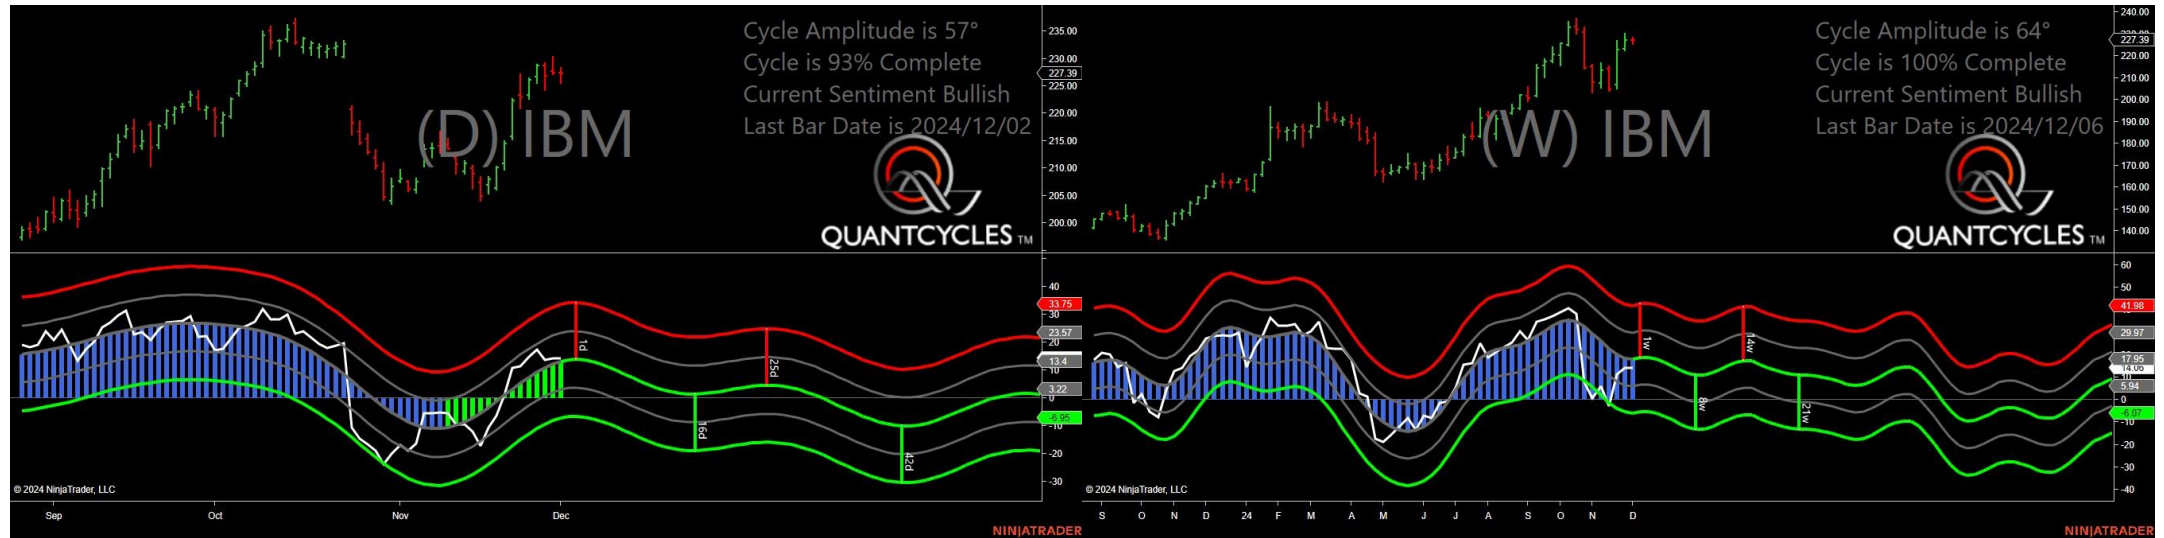 Cycle Amplitude is 57°
Cycle is 93% Complete
Current Sentiment Bullish
Last Bar Date is 2024/12/02
(D) IBM
QUANTCYCLES TM
235.00
230.00
227.39
225.00
220.00
215.00
210.00
205.00
200.00
40
33.75
30
23.57
20
13.4
3.22
0
-6.95
-10
-20
-30
1d
16d
25d
42d
© 2024 NinjaTrader, LLC
Sep Oct Nov Dec
NINJATRADER
Cycle Amplitude is 64°
Cycle is 100% Complete
Current Sentiment Bullish
Last Bar Date is 2024/12/06
(W) IBM
QUANTCYCLES TM
240.00
227.39
220.00
210.00
200.00
190.00
180.00
170.00
160.00
150.00
140.00
60
50
41.98
29.97
17.95
14.06
5.94
0
-6.07
-10
-20
-30
-40
1w
8w
14w
21w
© 2024 NinjaTrader, LLC
S O N D 24 F M A M J J A S O N D
NINJATRADER